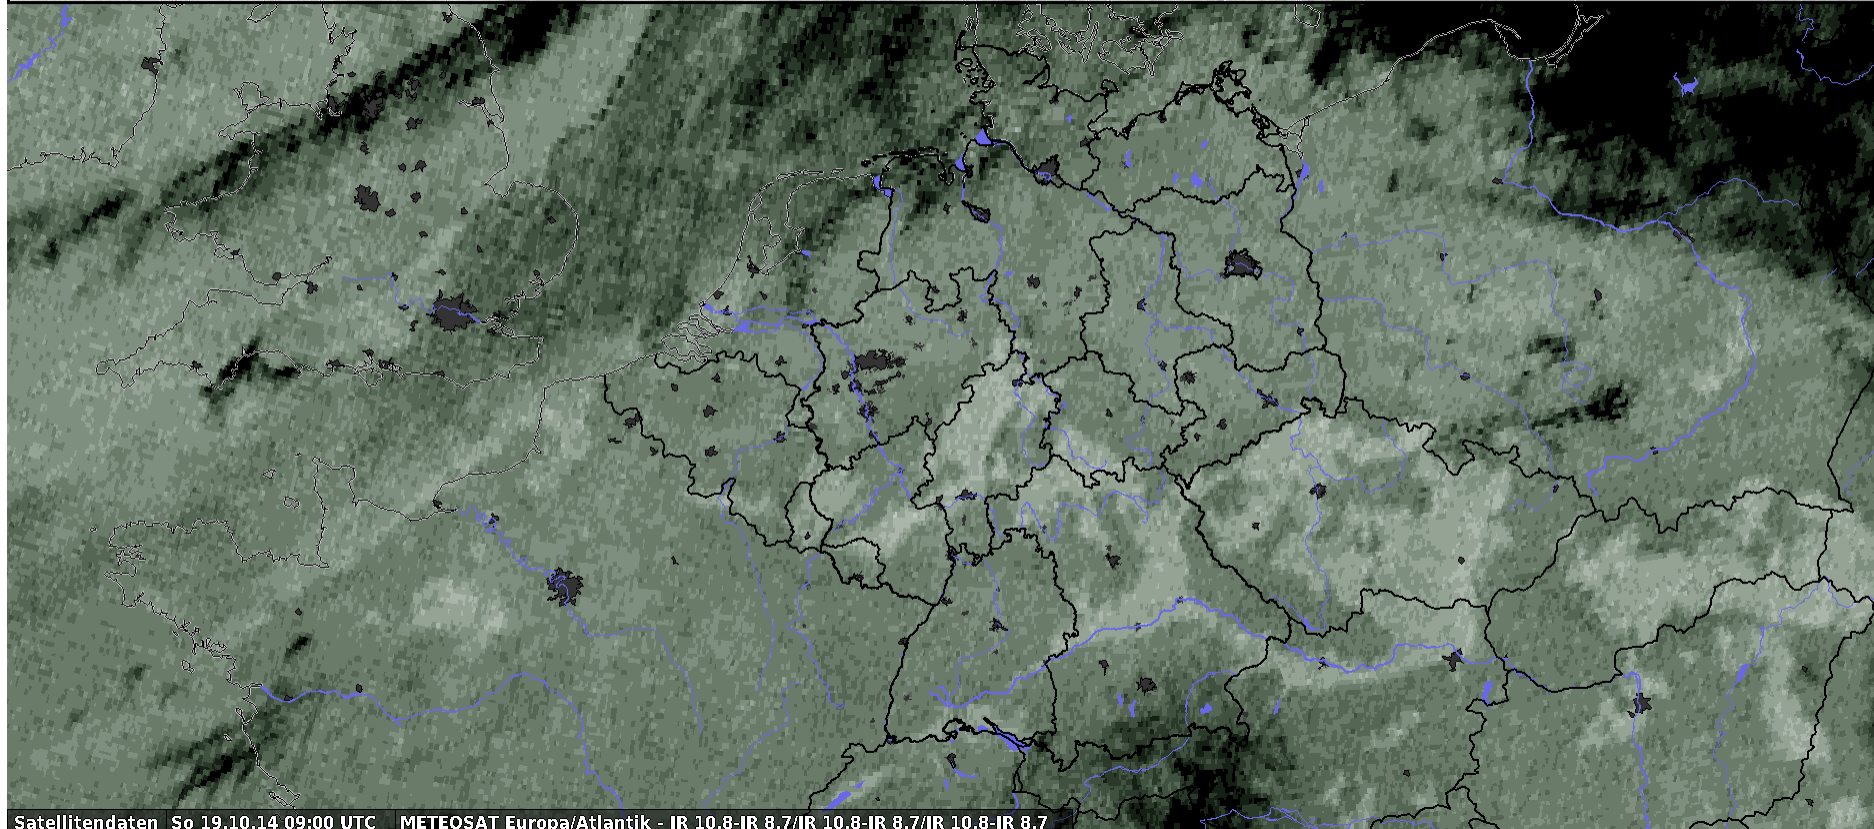 Satellitendaten So 19.10.14 09:00 UTC METEOSAT Europa/Atlantik - IR 10.8-IR 8.7/IR 10.8-IR 8.7/IR 10.8-IR 8.7